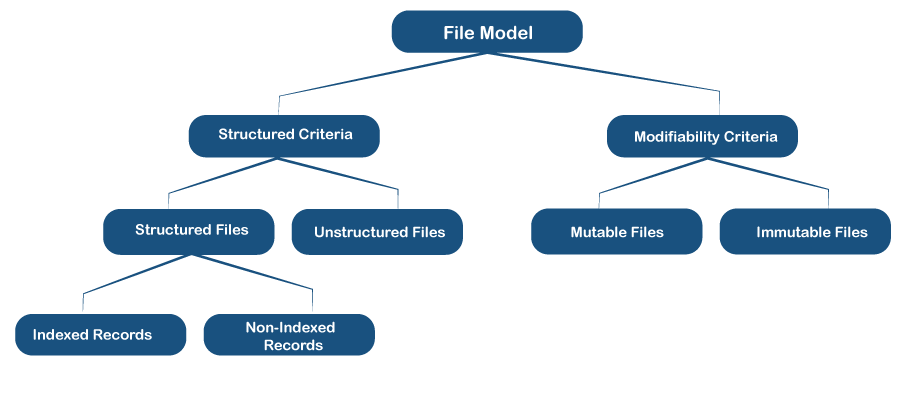 File Model
Structured Criteria
Modifiability Criteria
Structured Files
Unstructured Files
Mutable Files
Immutable Files
Indexed Records
Non-Indexed
Records